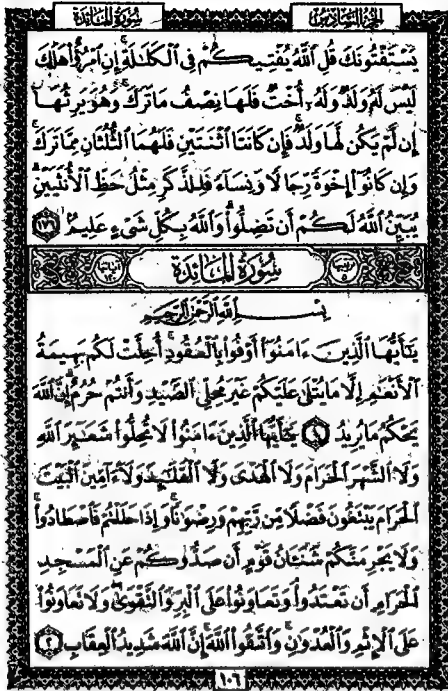 سُورَةُ المَائدة الجُزءُ السَّادِسُ
يَسْتَفْتُونَكَ قُلِ ٱللَّهُ يُفْتِيكُمْ فِي ٱلْكَلَٰلَةِ إِنِ ٱمْرُؤٌا۟ هَلَكَ
لَيْسَ لَهُۥ وَلَدٌ وَلَهُۥٓ أُخْتٌ فَلَهَا نِصْفُ مَا تَرَكَ وَهُوَ يَرِثُهَآ
إِن لَّمْ يَكُن لَّهَا وَلَدٌ فَإِن كَانَتَا ٱثْنَتَيْنِ فَلَهُمَا ٱلثُّلُثَانِ مِمَّا تَرَكَ
وَإِن كَانُوٓا۟ إِخْوَةً رِّجَالًا وَنِسَآءً فَلِلذَّكَرِ مِثْلُ حَظِّ ٱلْأُنثَيَيْنِ
يُبَيِّنُ ٱللَّهُ لَكُمْ أَن تَضِلُّوا۟ وَٱللَّهُ بِكُلِّ شَىْءٍ عَلِيمٌۢ ١٧٦
سُورَةُ المَائدة
بِسْمِ ٱللَّهِ ٱلرَّحْمَٰنِ ٱلرَّحِيمِ
يَٰٓأَيُّهَا ٱلَّذِينَ ءَامَنُوٓا۟ أَوْفُوا۟ بِٱلْعُقُودِ أُحِلَّتْ لَكُم بَهِيمَةُ
ٱلْأَنْعَٰمِ إِلَّا مَا يُتْلَىٰ عَلَيْكُمْ غَيْرَ مُحِلِّى ٱلصَّيْدِ وَأَنتُمْ حُرُمٌ إِنَّ ٱللَّهَ
يَحْكُمُ مَا يُرِيدُ ١ يَٰٓأَيُّهَا ٱلَّذِينَ ءَامَنُوا۟ لَا تُحِلُّوا۟ شَعَٰٓئِرَ ٱللَّهِ
وَلَا ٱلشَّهْرَ ٱلْحَرَامَ وَلَا ٱلْهَدْىَ وَلَا ٱلْقَلَٰٓئِدَ وَلَآ ءَآمِّينَ ٱلْبَيْتَ
ٱلْحَرَامَ يَبْتَغُونَ فَضْلًا مِّن رَّبِّهِمْ وَرِضْوَٰنًا وَإِذَا حَلَلْتُمْ فَٱصْطَادُوا۟
وَلَا يَجْرِمَنَّكُمْ شَنَـَٔانُ قَوْمٍ أَن صَدُّوكُمْ عَنِ ٱلْمَسْجِدِ
ٱلْحَرَامِ أَن تَعْتَدُوا۟ وَتَعَاوَنُوا۟ عَلَى ٱلْبِرِّ وَٱلتَّقْوَىٰ وَلَا تَعَاوَنُوا۟
عَلَى ٱلْإِثْمِ وَٱلْعُدْوَٰنِ وَٱتَّقُوا۟ ٱللَّهَ إِنَّ ٱللَّهَ شَدِيدُ ٱلْعِقَابِ ٢
١٠٦